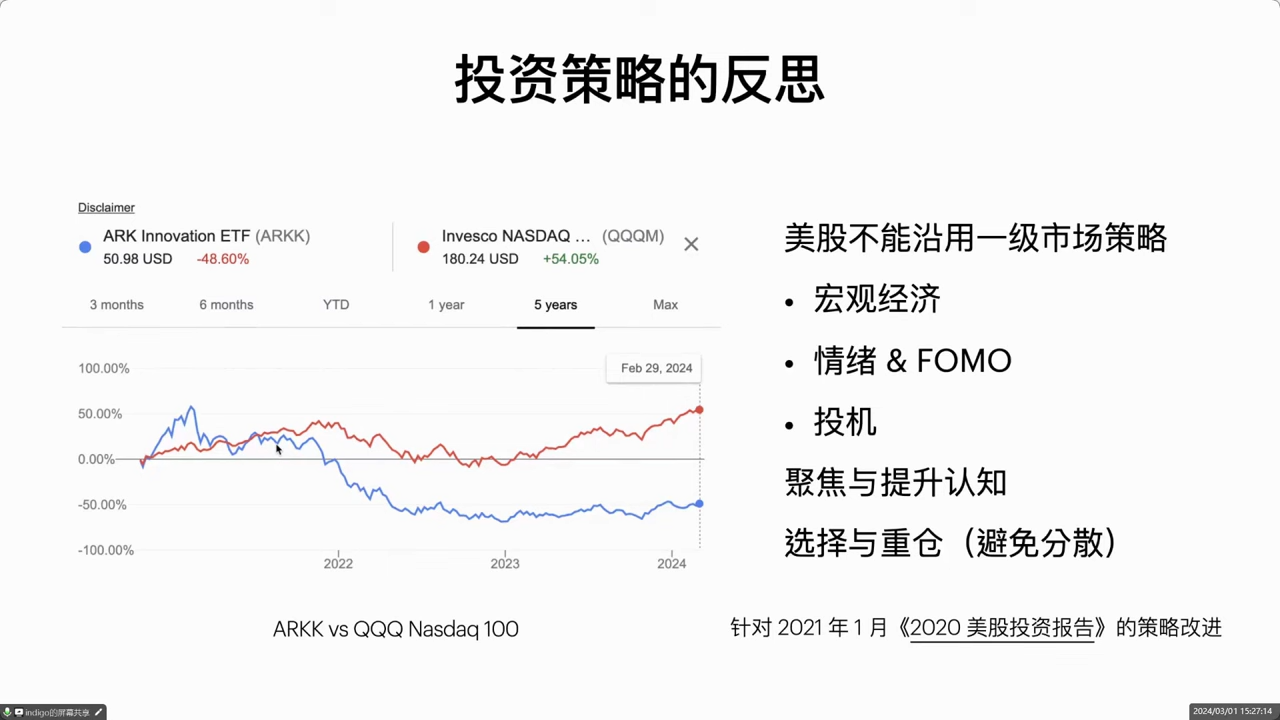 投资策略的反思
Disclaimer
ARK Innovation ETF (ARKK)
50.98 USD -48.60%
Invesco NASDAQ ... (QQQM)
180.24 USD +54.05%
3 months 6 months YTD 1 year 5 years Max
Feb 29, 2024
100.00%
50.00%
0.00%
-50.00%
-100.00%
2022 2023 2024
ARKK vs QQQ Nasdaq 100
美股不能沿用一级市场策略
• 宏观经济
• 情绪 & FOMO
• 投机
聚焦与提升认知
选择与重仓（避免分散）
针对 2021 年 1 月《2020 美股投资报告》的策略改进
indigo的屏幕共享
2024/03/01 15:27:14